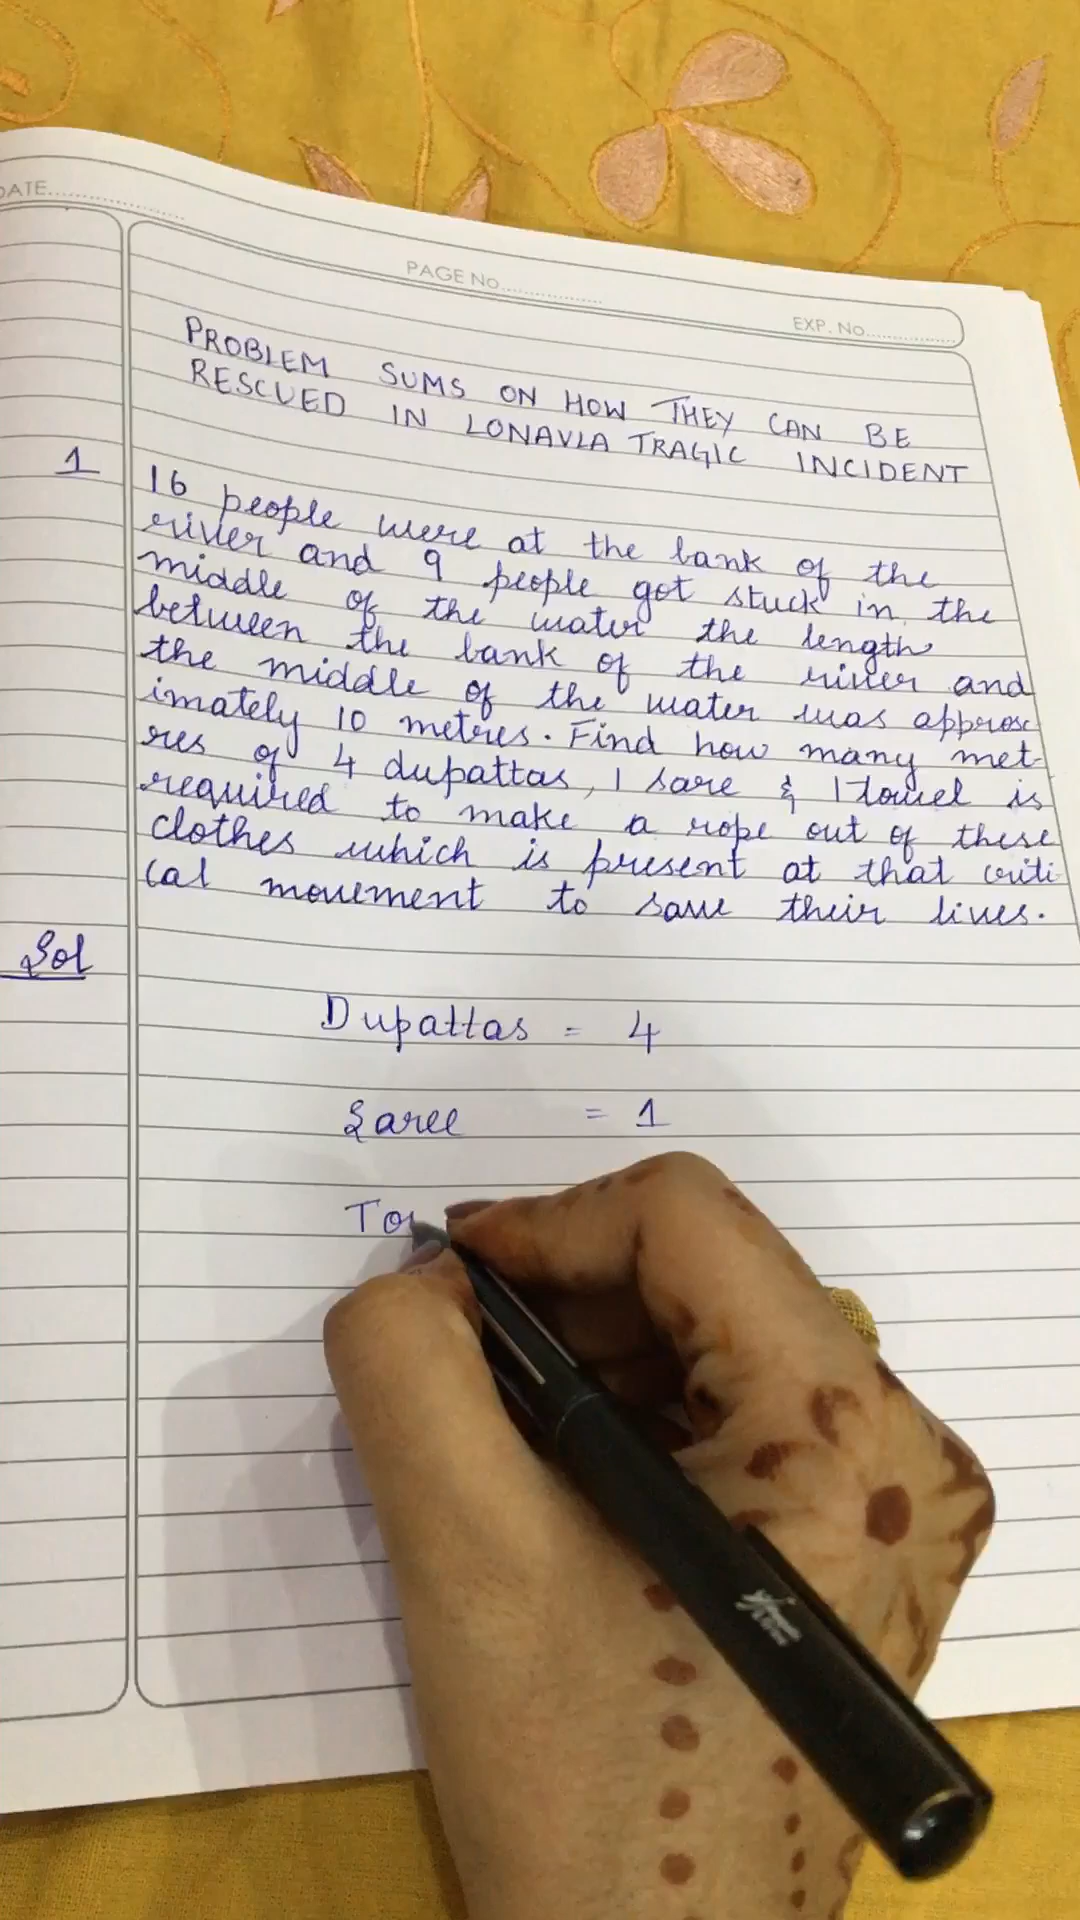 DATE
PAGE No.
EXP. No.
PROBLEM SUMS ON HOW THEY CAN BE
RESCUED IN LONAVLA TRAGIC INCIDENT
1 16 people were at the bank of the
river and 9 people got stuck in the
middle of the water the length
between the bank of the river and
the middle of the water was approx
imately 10 metres. Find how many met-
res of 4 dupattas, 1 sare & 1 towel is
required to make a rope out of these
clothes which is present at that criti-
cal movement to save their lives.
Sol
Dupattas = 4
Saree = 1
Tow